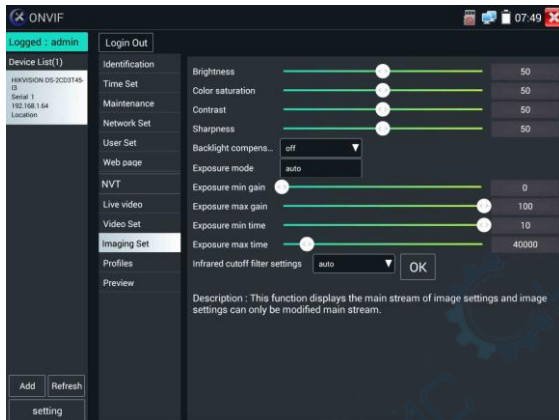 ONVIF
07:49
Logged : admin
Login Out
Device List(1)
HIKVISION DS-2CD3T45-
I3
Serial 1
192.168.1.64
Location
Identification
Time Set
Maintenance
Network Set
User Set
Web page
NVT
Live video
Video Set
Imaging Set
Profiles
Preview
Brightness 50
Color saturation 50
Contrast 50
Sharpness 50
Backlight compens... off
Exposure mode auto
Exposure min gain 0
Exposure max gain 100
Exposure min time 10
Exposure max time 40000
Infrared cutoff filter settings auto OK
Description : This function displays the main stream of image settings and image
settings can only be modified main stream.
Add Refresh
setting